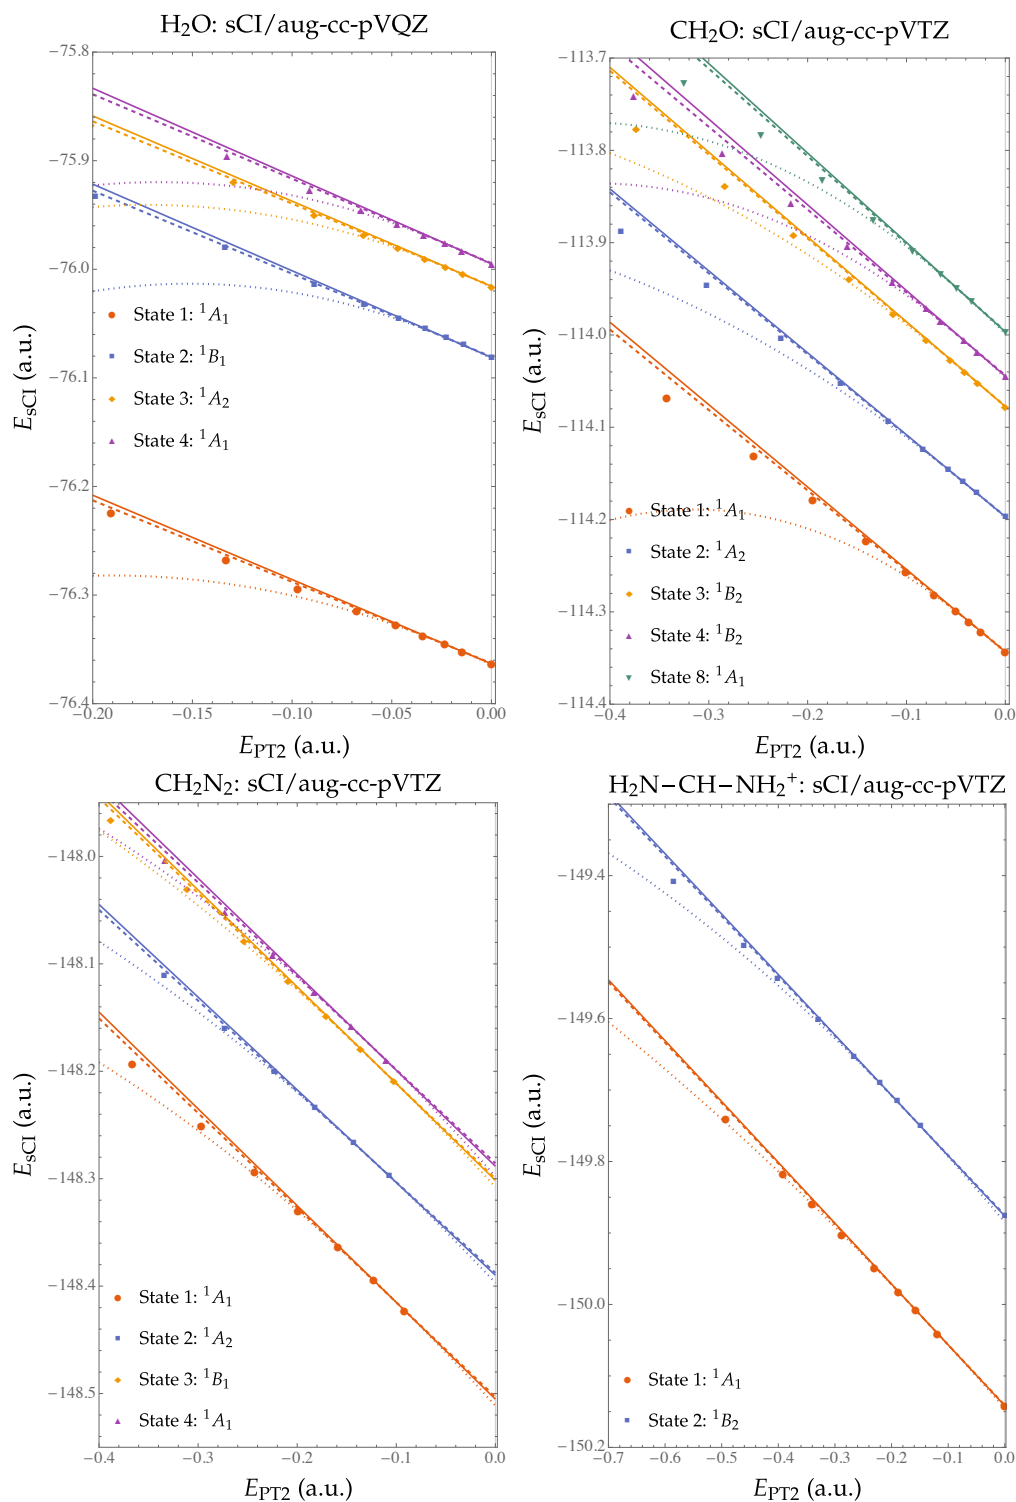 H₂O: sCI/aug-cc-pVQZ
−75.8
−75.9
−76.0
−76.1
−76.2
−76.3
−76.4
E_sCI (a.u.)
State 1: ¹A₁
State 2: ¹B₁
State 3: ¹A₂
State 4: ¹A₁
−0.20 −0.15 −0.10 −0.05 0.00
E_PT2 (a.u.)
CH₂O: sCI/aug-cc-pVTZ
−113.7
−113.8
−113.9
−114.0
−114.1
−114.2
−114.3
−114.4
E_sCI (a.u.)
State 1: ¹A₁
State 2: ¹A₂
State 3: ¹B₂
State 4: ¹B₂
State 8: ¹A₁
−0.4 −0.3 −0.2 −0.1 0.0
E_PT2 (a.u.)
CH₂N₂: sCI/aug-cc-pVTZ
−148.0
−148.1
−148.2
−148.3
−148.4
−148.5
E_sCI (a.u.)
State 1: ¹A₁
State 2: ¹A₂
State 3: ¹B₁
State 4: ¹A₁
−0.4 −0.3 −0.2 −0.1 0.0
E_PT2 (a.u.)
H₂N−CH−NH₂⁺: sCI/aug-cc-pVTZ
−149.4
−149.6
−149.8
−150.0
−150.2
E_sCI (a.u.)
State 1: ¹A₁
State 2: ¹B₂
−0.7 −0.6 −0.5 −0.4 −0.3 −0.2 −0.1 0.0
E_PT2 (a.u.)